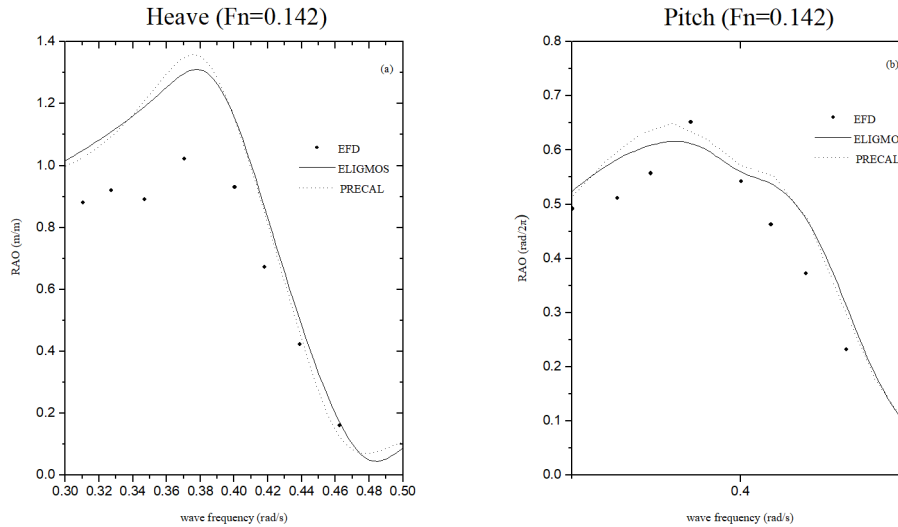 Heave (Fn=0.142)
1.4
1.2
1.0
0.8
0.6
0.4
0.2
0.0
RAO (m/m)
(a)
EFD
ELIGMOS
PRECAL
0.30 0.32 0.34 0.36 0.38 0.40 0.42 0.44 0.46 0.48 0.50
wave frequency (rad/s)
Pitch (Fn=0.142)
0.8
0.7
0.6
0.5
0.4
0.3
0.2
0.1
0.0
RAO (rad/2π)
(b)
EFD
ELIGMO
PRECAL
0.4
wave frequency (rad/s)